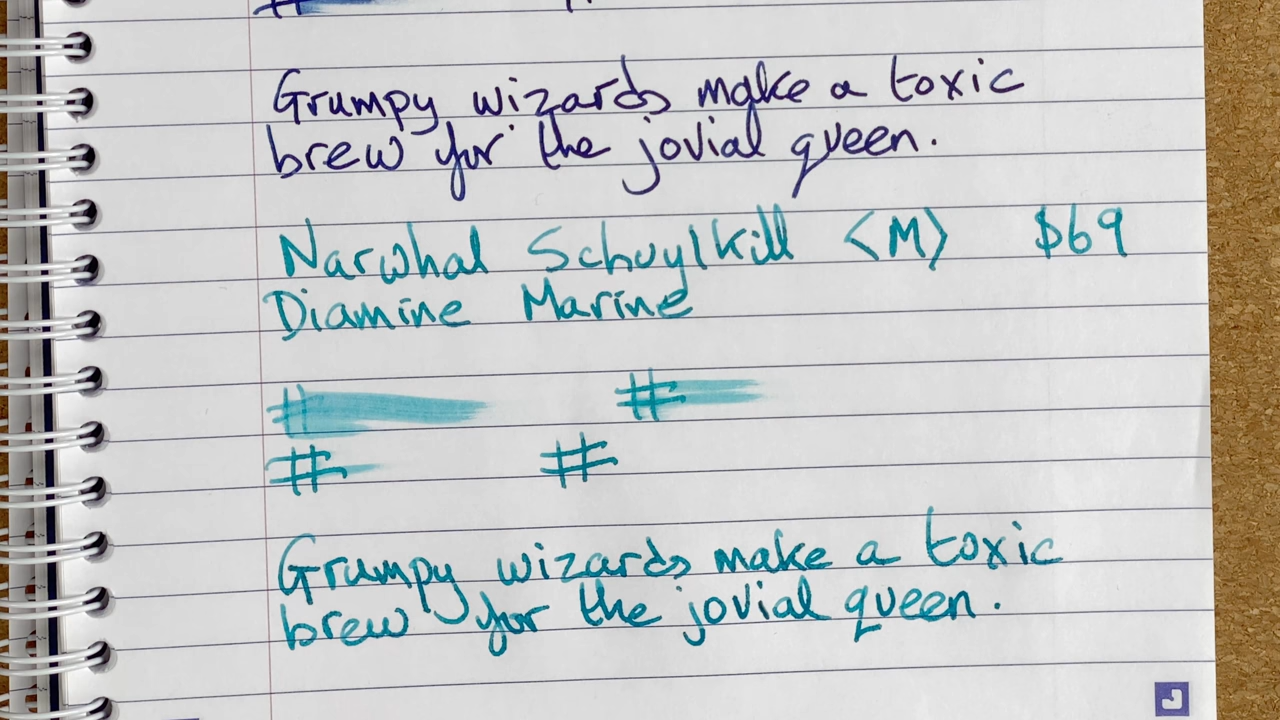 Grumpy wizards make a toxic
brew for the jovial queen.
Narwhal Schuylkill <M> $69
Diamine Marine
# #
# #
Grumpy wizards make a toxic
brew for the jovial queen.